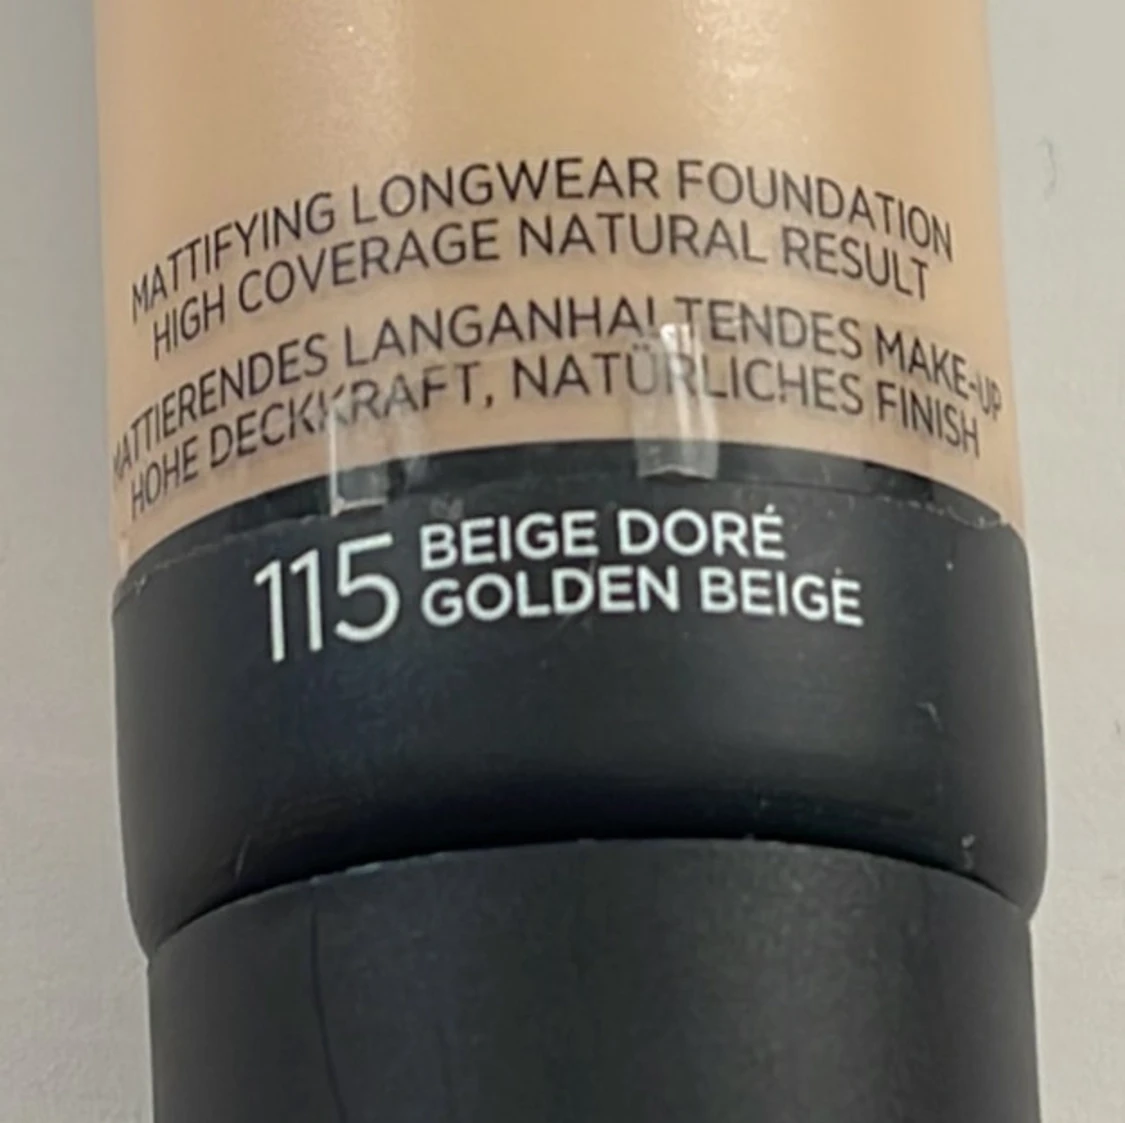 MATTIFYING LONGWEAR FOUNDATION
HIGH COVERAGE NATURAL RESULT
MATTIERENDES LANGANHALTENDES MAKE-UP
HOHE DECKKRAFT, NATÜRLICHES FINISH
115 BEIGE DORÉ
GOLDEN BEIGE